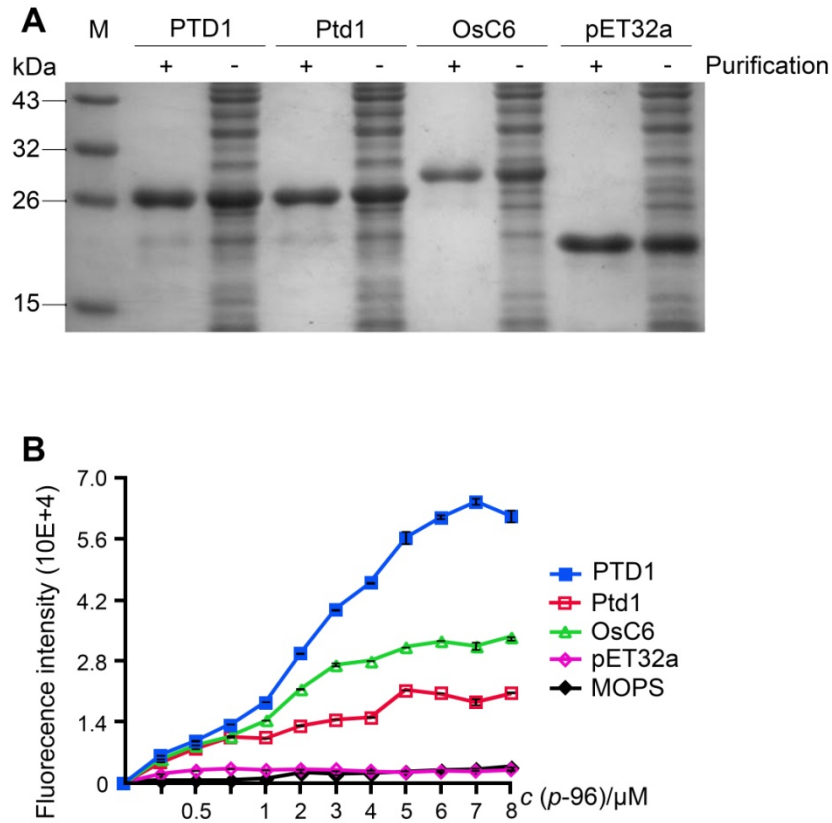 A
M PTD1 Ptd1 OsC6 pET32a
kDa + - + - + - + - Purification
43
32
26
15
B
Fluorecence intensity (10E+4)
7.0
5.6
4.2
2.8
1.4
0
0.5 1 2 3 4 5 6 7 8
c (p-96)/μM
PTD1
Ptd1
OsC6
pET32a
MOPS